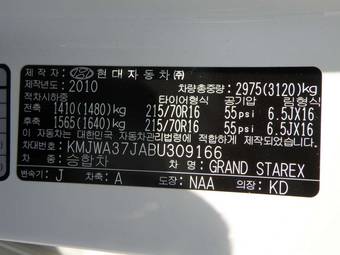 제 작 자 : HYUNDAI 현 대 자 동 차 ㈜
제작년도: 2010 차량총중량: 2975(3120)kg
적차시하중 타이어형식 공기압 림형식
전축 1410(1480)kg 215/70R16 55psi 6.5JX16
후축 1565(1640)kg 215/70R16 55psi 6.5JX16
이 자동차는 대한민국 자동차관리법령에 적합하게 제작되었습니다.
차대번호: KMJWA37JABU309166
차 종: 승합차 차 명: GRAND STAREX
변속기: J 차축: A 도장: NAA 의장: KD